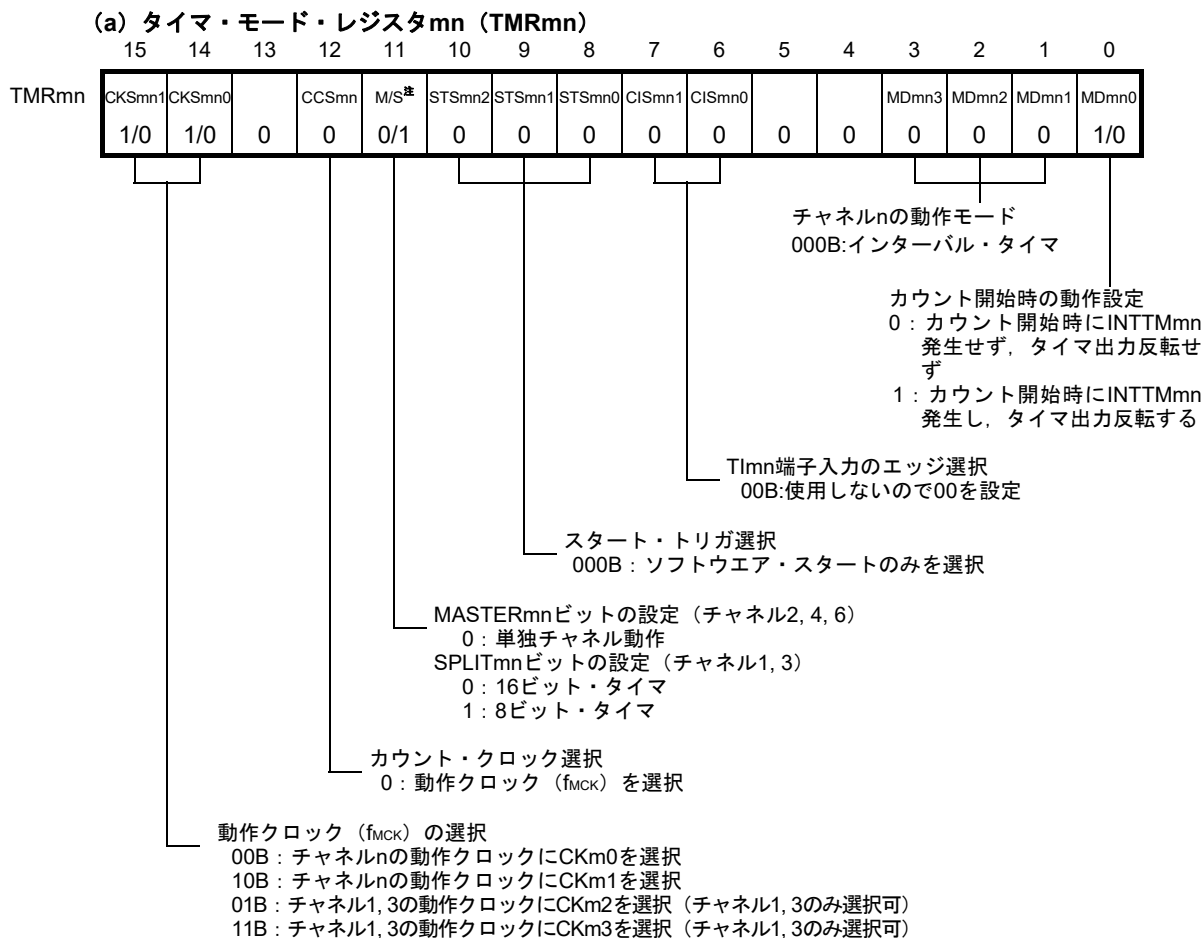 （a）タイマ・モード・レジスタmn（TMRmn）
15 14 13 12 11 10 9 8 7 6 5 4 3 2 1 0
TMRmn CKSmn1 CKSmn0 CCSmn M/S注 STSmn2 STSmn1 STSmn0 CISmn1 CISmn0 MDmn3 MDmn2 MDmn1 MDmn0
1/0 1/0 0 0 0/1 0 0 0 0 0 0 0 0 0 0 1/0
チャネルnの動作モード
000B:インターバル・タイマ
カウント開始時の動作設定
0：カウント開始時にINTTMmn
発生せず，タイマ出力反転せ
ず
1：カウント開始時にINTTMmn
発生し，タイマ出力反転する
TImn端子入力のエッジ選択
00B:使用しないので00を設定
スタート・トリガ選択
000B：ソフトウエア・スタートのみを選択
MASTERmnビットの設定（チャネル2, 4, 6）
0：単独チャネル動作
SPLITmnビットの設定（チャネル1, 3）
0：16ビット・タイマ
1：8ビット・タイマ
カウント・クロック選択
0：動作クロック（fMCK）を選択
動作クロック（fMCK）の選択
00B：チャネルnの動作クロックにCKm0を選択
10B：チャネルnの動作クロックにCKm1を選択
01B：チャネル1, 3の動作クロックにCKm2を選択（チャネル1, 3のみ選択可）
11B：チャネル1, 3の動作クロックにCKm3を選択（チャネル1, 3のみ選択可）